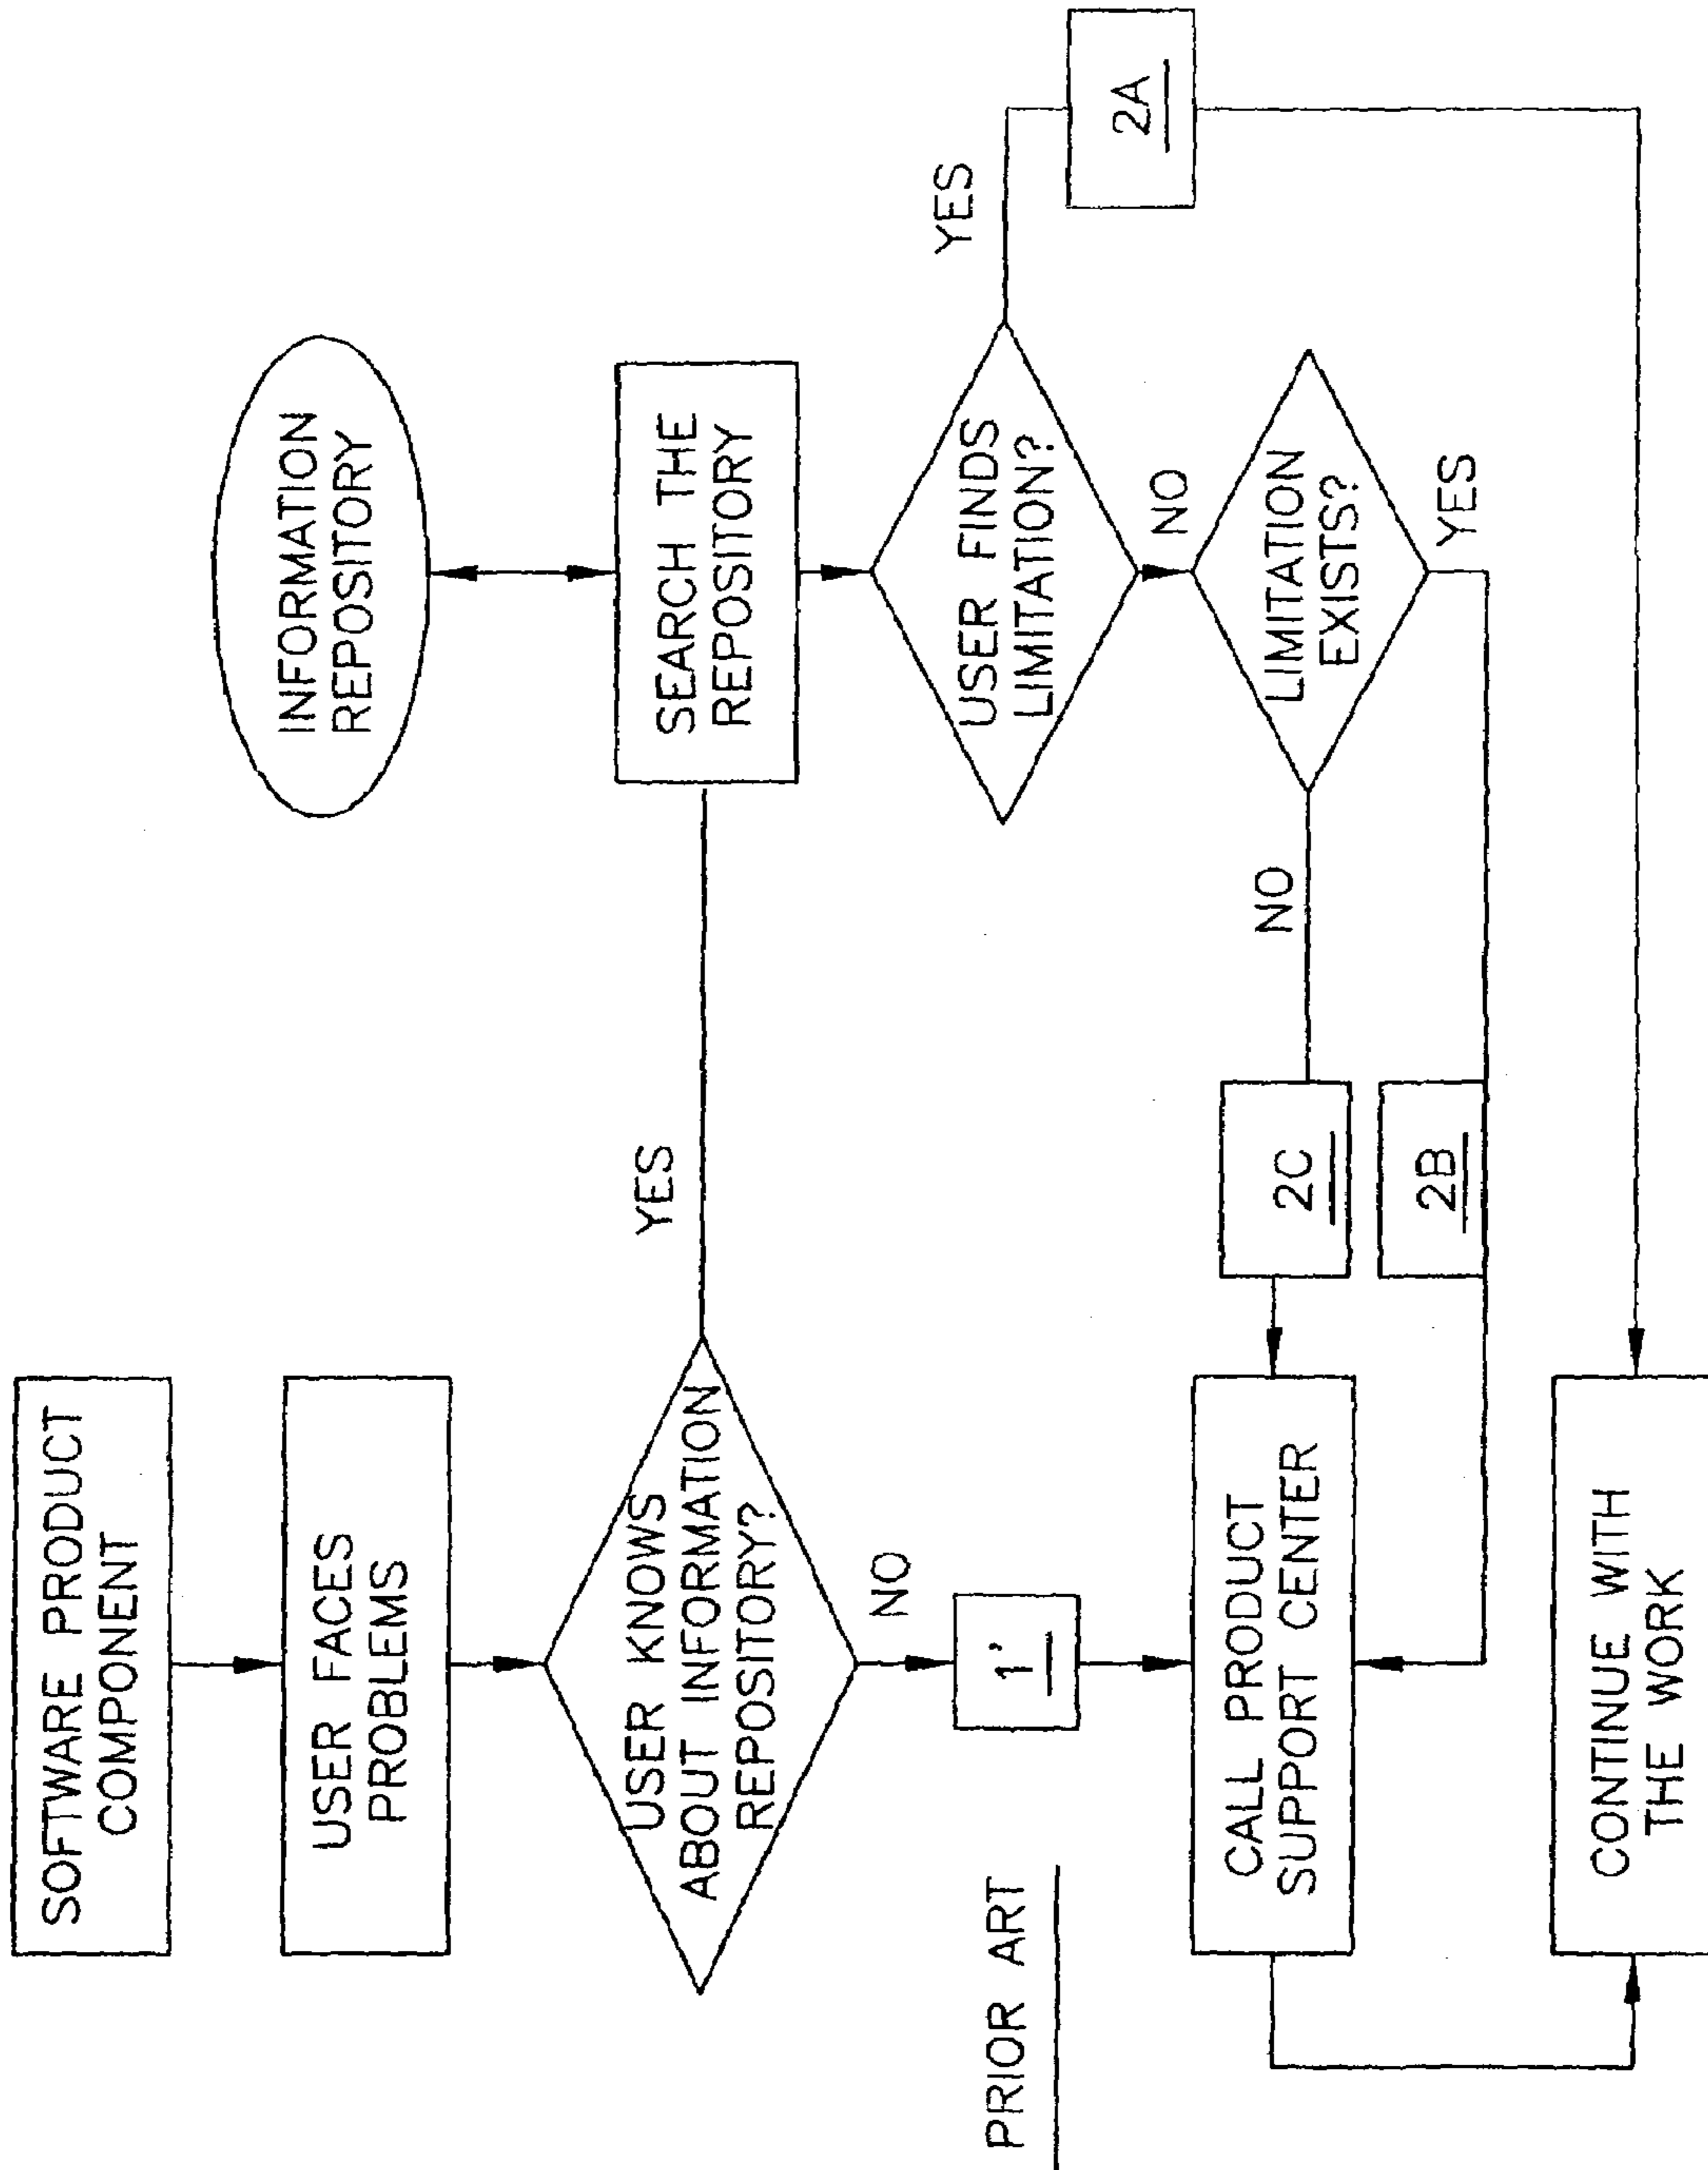 SOFTWARE PRODUCT
COMPONENT
USER FACES
PROBLEMS
USER KNOWS
ABOUT INFORMATION
REPOSITORY?
YES
NO
1'
INFORMATION
REPOSITORY
SEARCH THE
REPOSITORY
USER FINDS
LIMITATION?
YES
2A
NO
LIMITATION
EXISTS?
NO
YES
2C
2B
CALL PRODUCT
SUPPORT CENTER
CONTINUE WITH
THE WORK
PRIOR ART